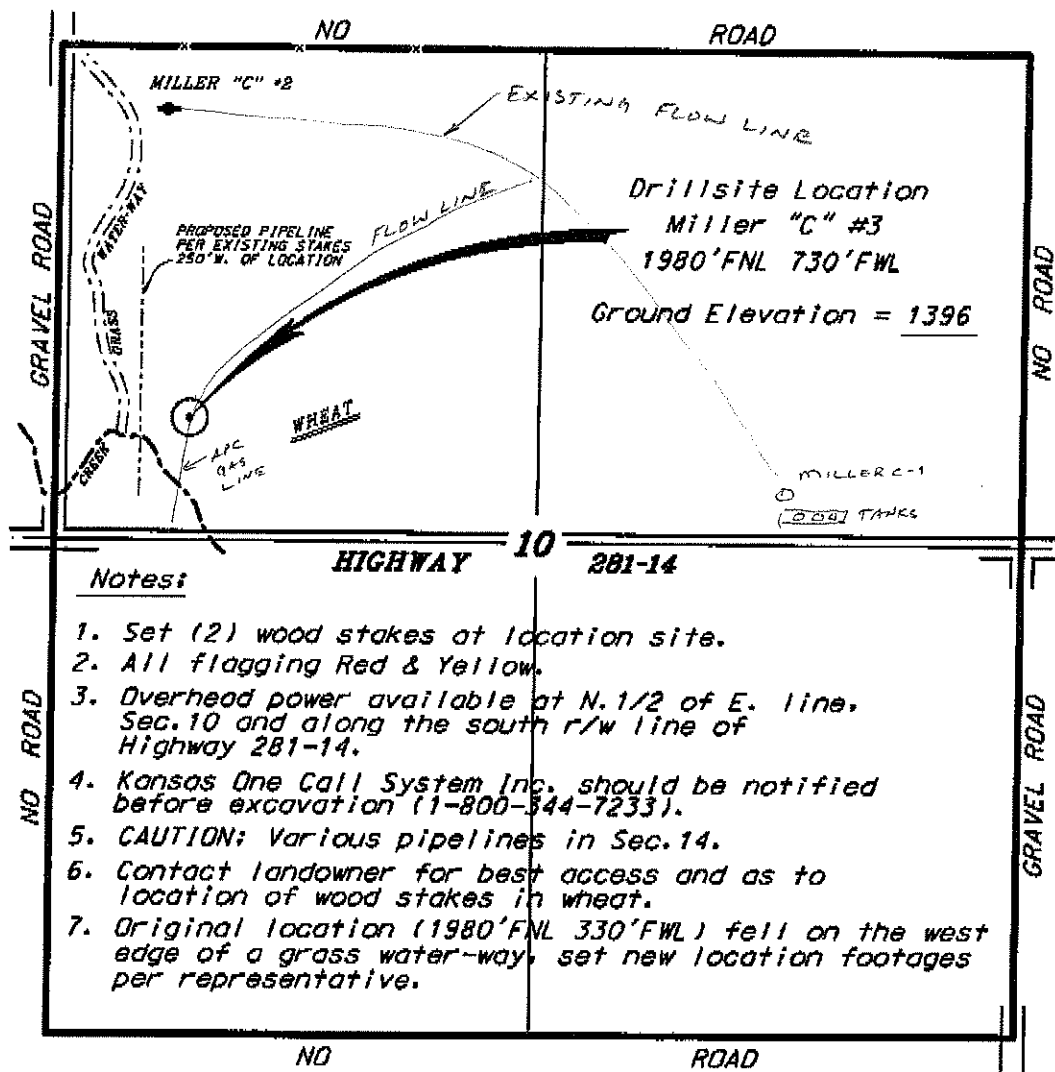 NO ROAD
MILLER "C" #2
EXISTING FLOW LINE
GRAVEL ROAD
WATER-WAY
GRASS
PROPOSED PIPELINE
PER EXISTING STAKES
250'W. OF LOCATION
FLOW LINE
Drillsite Location
Miller "C" #3
1980'FNL 730'FWL
Ground Elevation = 1396
NO ROAD
WHEAT
APC
GAS
LINE
CREEK
MILLER C-1
000 TANKS
10
HIGHWAY 281-14
Notes:
1. Set (2) wood stakes at location site.
2. All flagging Red & Yellow.
3. Overhead power available at N.1/2 of E. line,
Sec.10 and along the south r/w line of
Highway 281-14.
4. Kansas One Call System Inc. should be notified
before excavation (1-800-344-7233).
5. CAUTION: Various pipelines in Sec.14.
6. Contact landowner for best access and as to
location of wood stakes in wheat.
7. Original location (1980'FNL 330'FWL) fell on the west
edge of a grass water-way, set new location footages
per representative.
NO ROAD
GRAVEL ROAD
NO ROAD